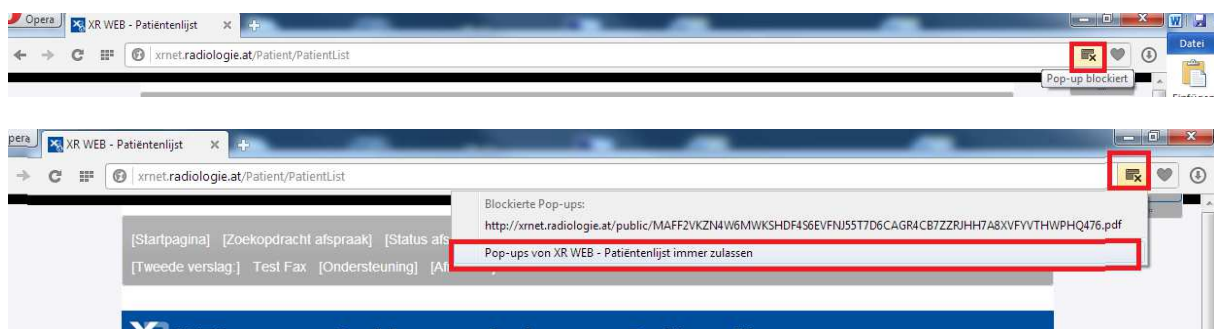 Opera
XR WEB - Patiëntenlijst
xrnet.radiologie.at/Patient/PatientList
Datei
Pop-up blockiert
pera
XR WEB - Patiëntenlijst
xrnet.radiologie.at/Patient/PatientList
Blockierte Pop-ups:
http://xrnet.radiologie.at/public/MAFF2VKZN4W6MWKSHDF4S6EVFNJ55T7D6CAGR4CB7ZZRJHH7A8XVFYVTHWPHQ476.pdf
[Startpagina] [Zoekopdracht afspraak] [Status afs
Pop-ups von XR WEB - Patiëntenlijst immer zulassen
[Tweede verslag:] Test Fax [Ondersteuning] [Af